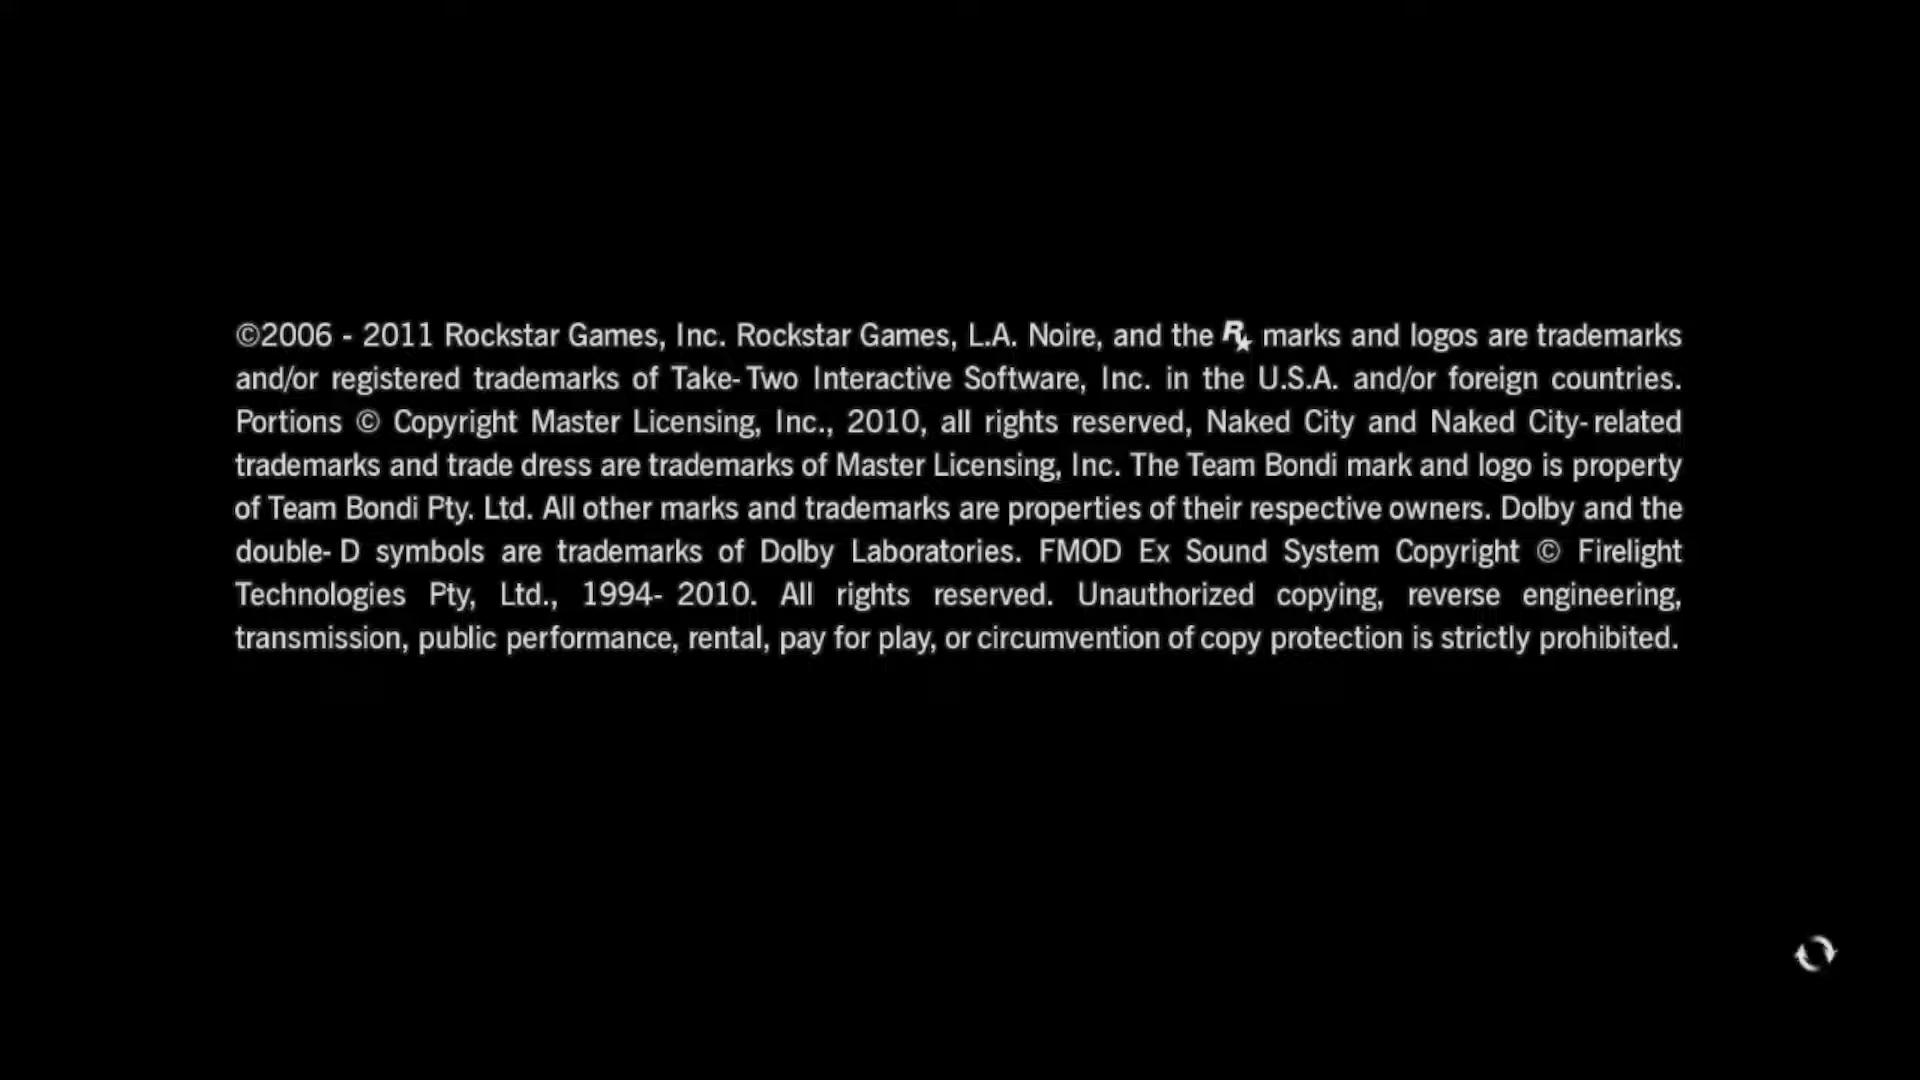 ©2006 - 2011 Rockstar Games, Inc. Rockstar Games, L.A. Noire, and the R★ marks and logos are trademarks
and/or registered trademarks of Take-Two Interactive Software, Inc. in the U.S.A. and/or foreign countries.
Portions © Copyright Master Licensing, Inc., 2010, all rights reserved, Naked City and Naked City-related
trademarks and trade dress are trademarks of Master Licensing, Inc. The Team Bondi mark and logo is property
of Team Bondi Pty. Ltd. All other marks and trademarks are properties of their respective owners. Dolby and the
double- D symbols are trademarks of Dolby Laboratories. FMOD Ex Sound System Copyright © Firelight
Technologies Pty, Ltd., 1994- 2010. All rights reserved. Unauthorized copying, reverse engineering,
transmission, public performance, rental, pay for play, or circumvention of copy protection is strictly prohibited.